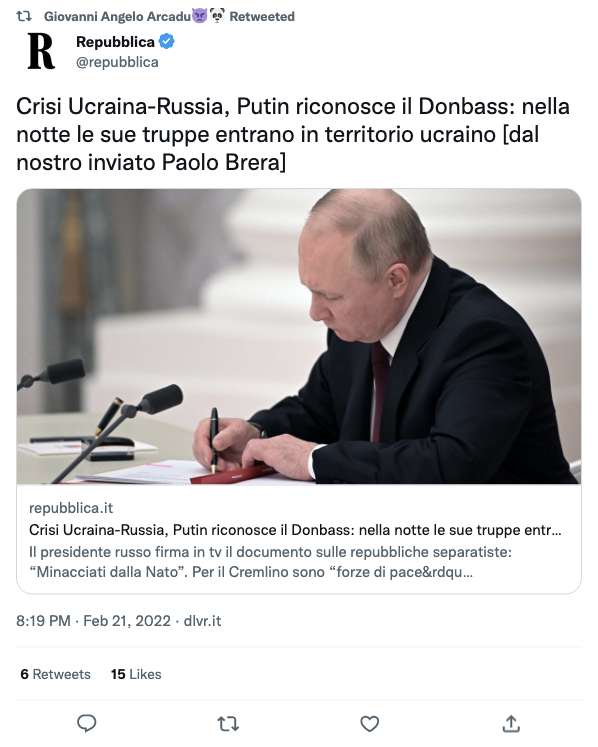 Giovanni Angelo Arcadu😈🐼 Retweeted
R
Repubblica
@repubblica
Crisi Ucraina-Russia, Putin riconosce il Donbass: nella
notte le sue truppe entrano in territorio ucraino [dal
nostro inviato Paolo Brera]
repubblica.it
Crisi Ucraina-Russia, Putin riconosce il Donbass: nella notte le sue truppe entr...
Il presidente russo firma in tv il documento sulle repubbliche separatiste:
“Minacciati dalla Nato”. Per il Cremlino sono “forze di pace&rdqu...
8:19 PM · Feb 21, 2022 · dlvr.it
6 Retweets 15 Likes